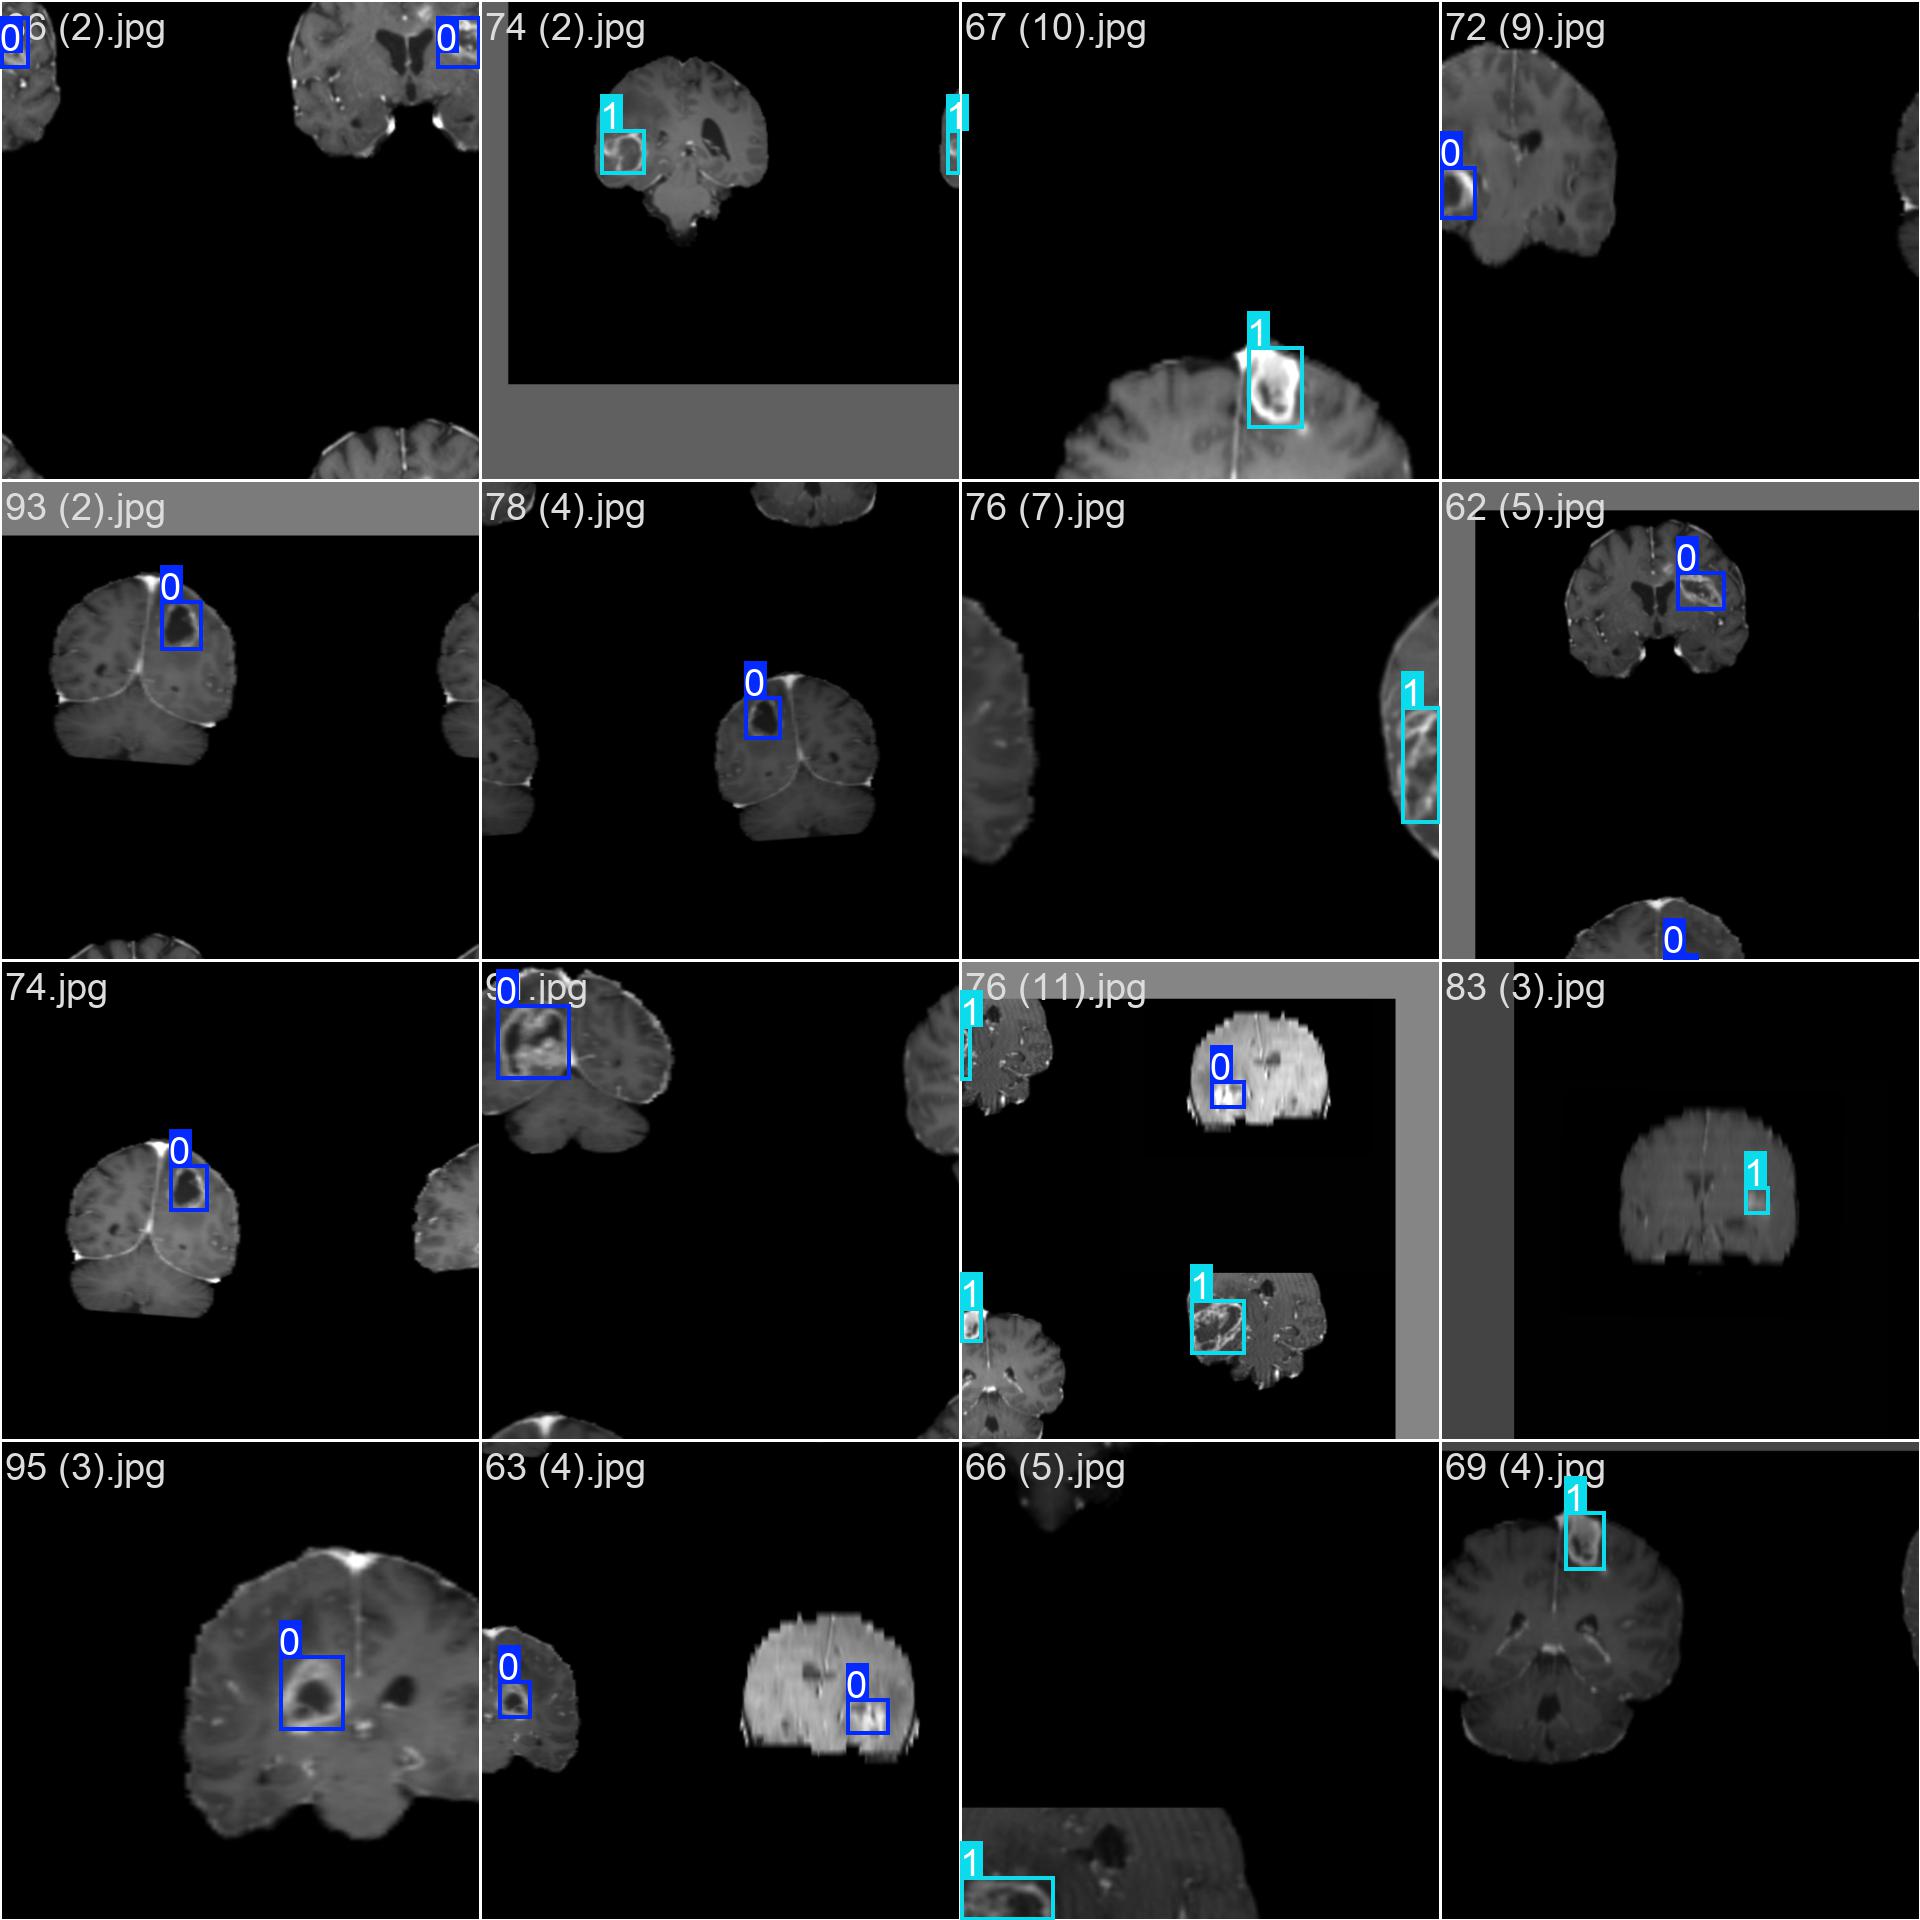 0 6 (2).jpg 0
74 (2).jpg
1 1
67 (10).jpg
1
72 (9).jpg
0
93 (2).jpg
0
78 (4).jpg
0
76 (7).jpg
1
62 (5).jpg
0
0
74.jpg
0
9 .jpg
0
76 (11).jpg
1
0
1
1
83 (3).jpg
1
95 (3).jpg
0
63 (4).jpg
0
0
66 (5).jpg
1
69 (4).jpg
1